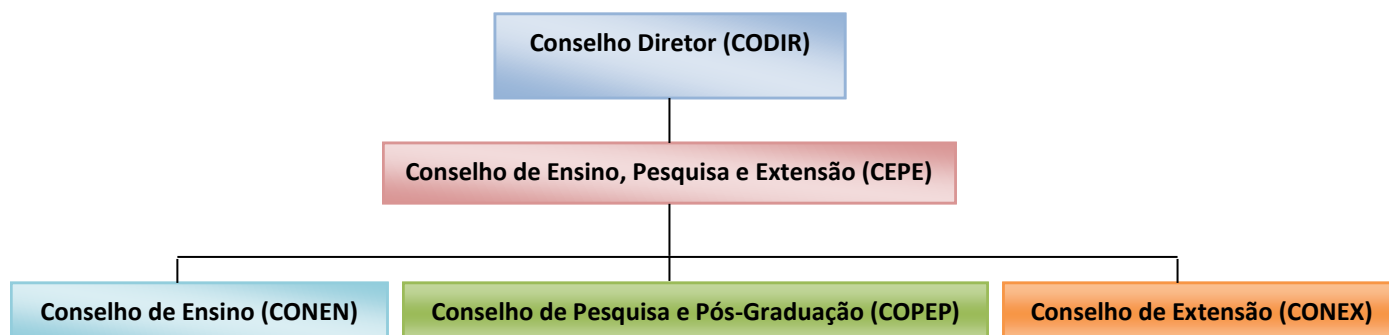 Conselho Diretor (CODIR)
Conselho de Ensino, Pesquisa e Extensão (CEPE)
Conselho de Ensino (CONEN)
Conselho de Pesquisa e Pós-Graduação (COPEP)
Conselho de Extensão (CONEX)